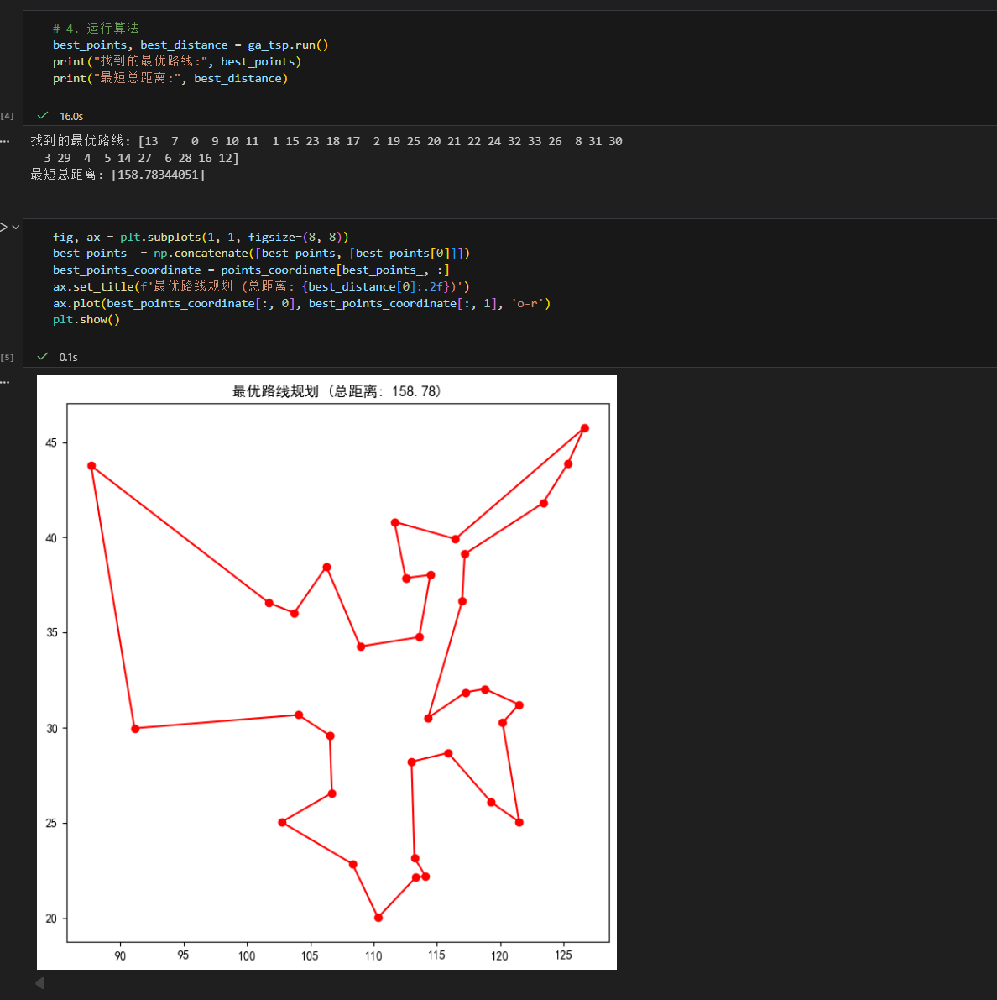 # 4. 运行算法
best_points, best_distance = ga_tsp.run()
print("找到的最优路线:", best_points)
print("最短总距离:", best_distance)
[4]
16.0s
找到的最优路线: [13  7  0  9 10 11  1 15 23 18 17  2 19 25 20 21 22 24 32 33 26  8 31 30
  3 29  4  5 14 27  6 28 16 12]
最短总距离: [158.78344051]
fig, ax = plt.subplots(1, 1, figsize=(8, 8))
best_points_ = np.concatenate([best_points, [best_points[0]]])
best_points_coordinate = points_coordinate[best_points_, :]
ax.set_title(f'最优路线规划 (总距离: {best_distance[0]:.2f})')
ax.plot(best_points_coordinate[:, 0], best_points_coordinate[:, 1], 'o-r')
plt.show()
[5]
0.1s
最优路线规划 (总距离: 158.78)
45
40
35
30
25
20
90 95 100 105 110 115 120 125